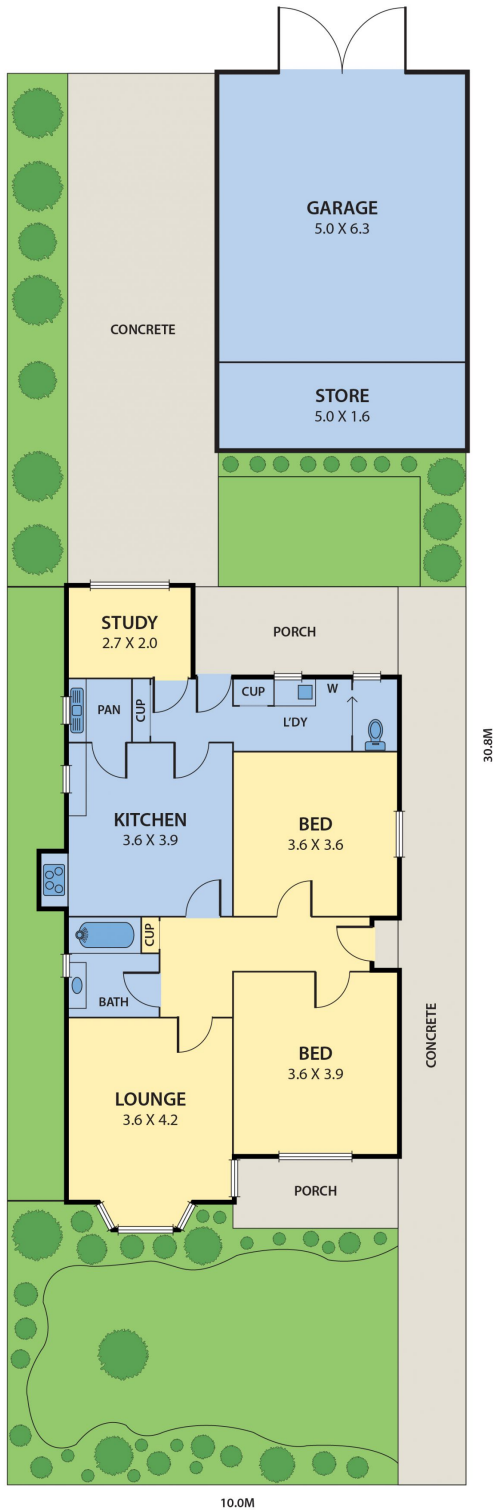 GARAGE
5.0 X 6.3
CONCRETE
STORE
5.0 X 1.6
STUDY
2.7 X 2.0
PORCH
PAN
CUP
CUP
W
L'DY
30.8M
KITCHEN
3.6 X 3.9
BED
3.6 X 3.6
CUP
BATH
BED
3.6 X 3.9
CONCRETE
LOUNGE
3.6 X 4.2
PORCH
10.0M